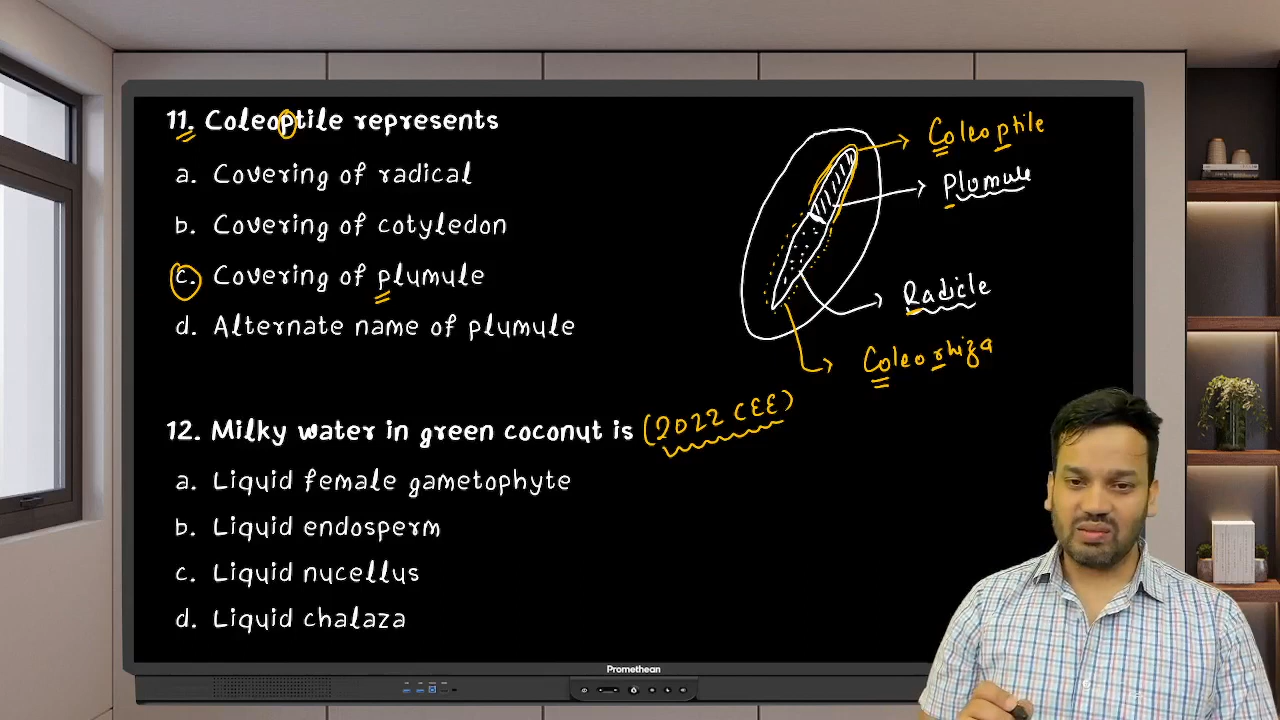 11. Coleoptile represents
a. Covering of radical
b. Covering of cotyledon
c. Covering of plumule
d. Alternate name of plumule
Coleoptile
Plumule
Radicle
Coleorhiza
12. Milky water in green coconut is (2022 CEE)
a. Liquid female gametophyte
b. Liquid endosperm
c. Liquid nucellus
d. Liquid chalaza
Promethean